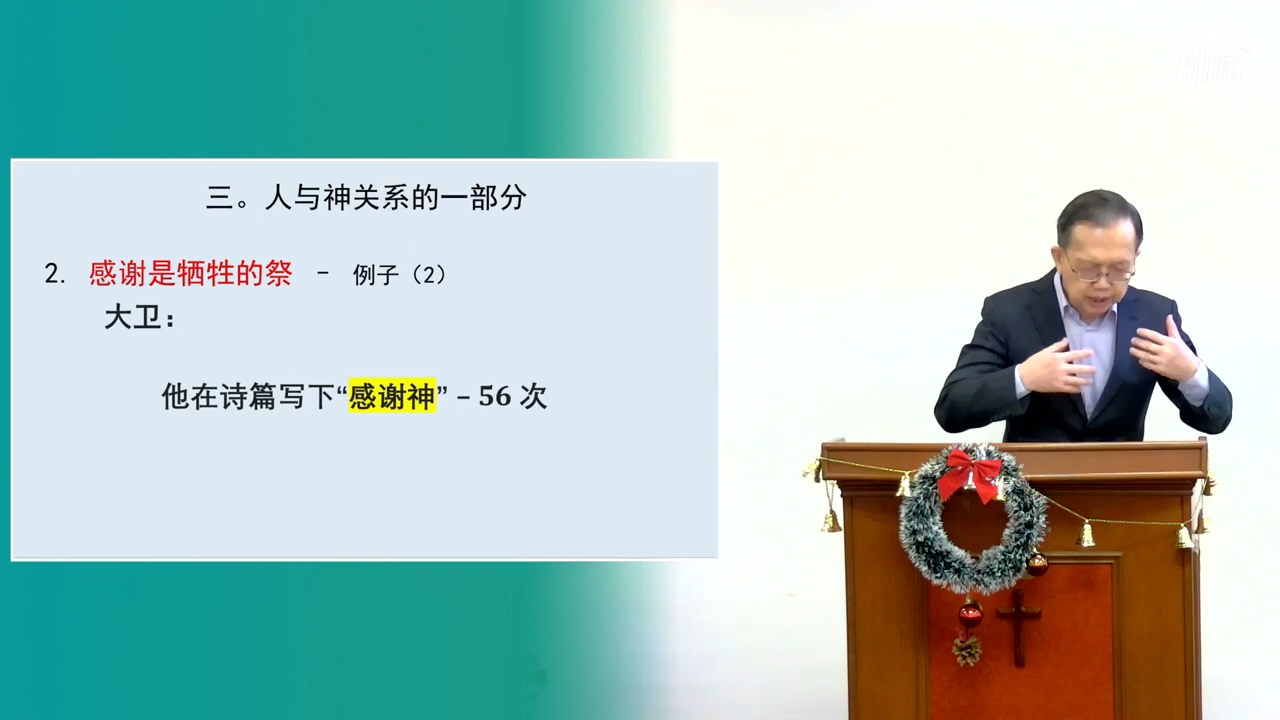 三。人与神关系的一部分
2. 感谢是牺牲的祭 - 例子（2）
大卫：
他在诗篇写下“感谢神” – 56 次